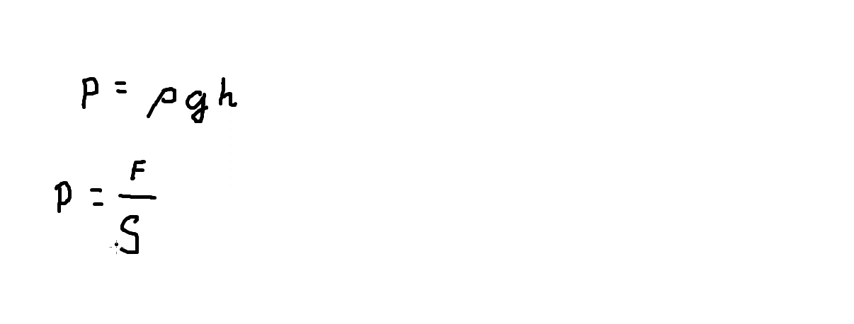 P = ρgh
P = F/S